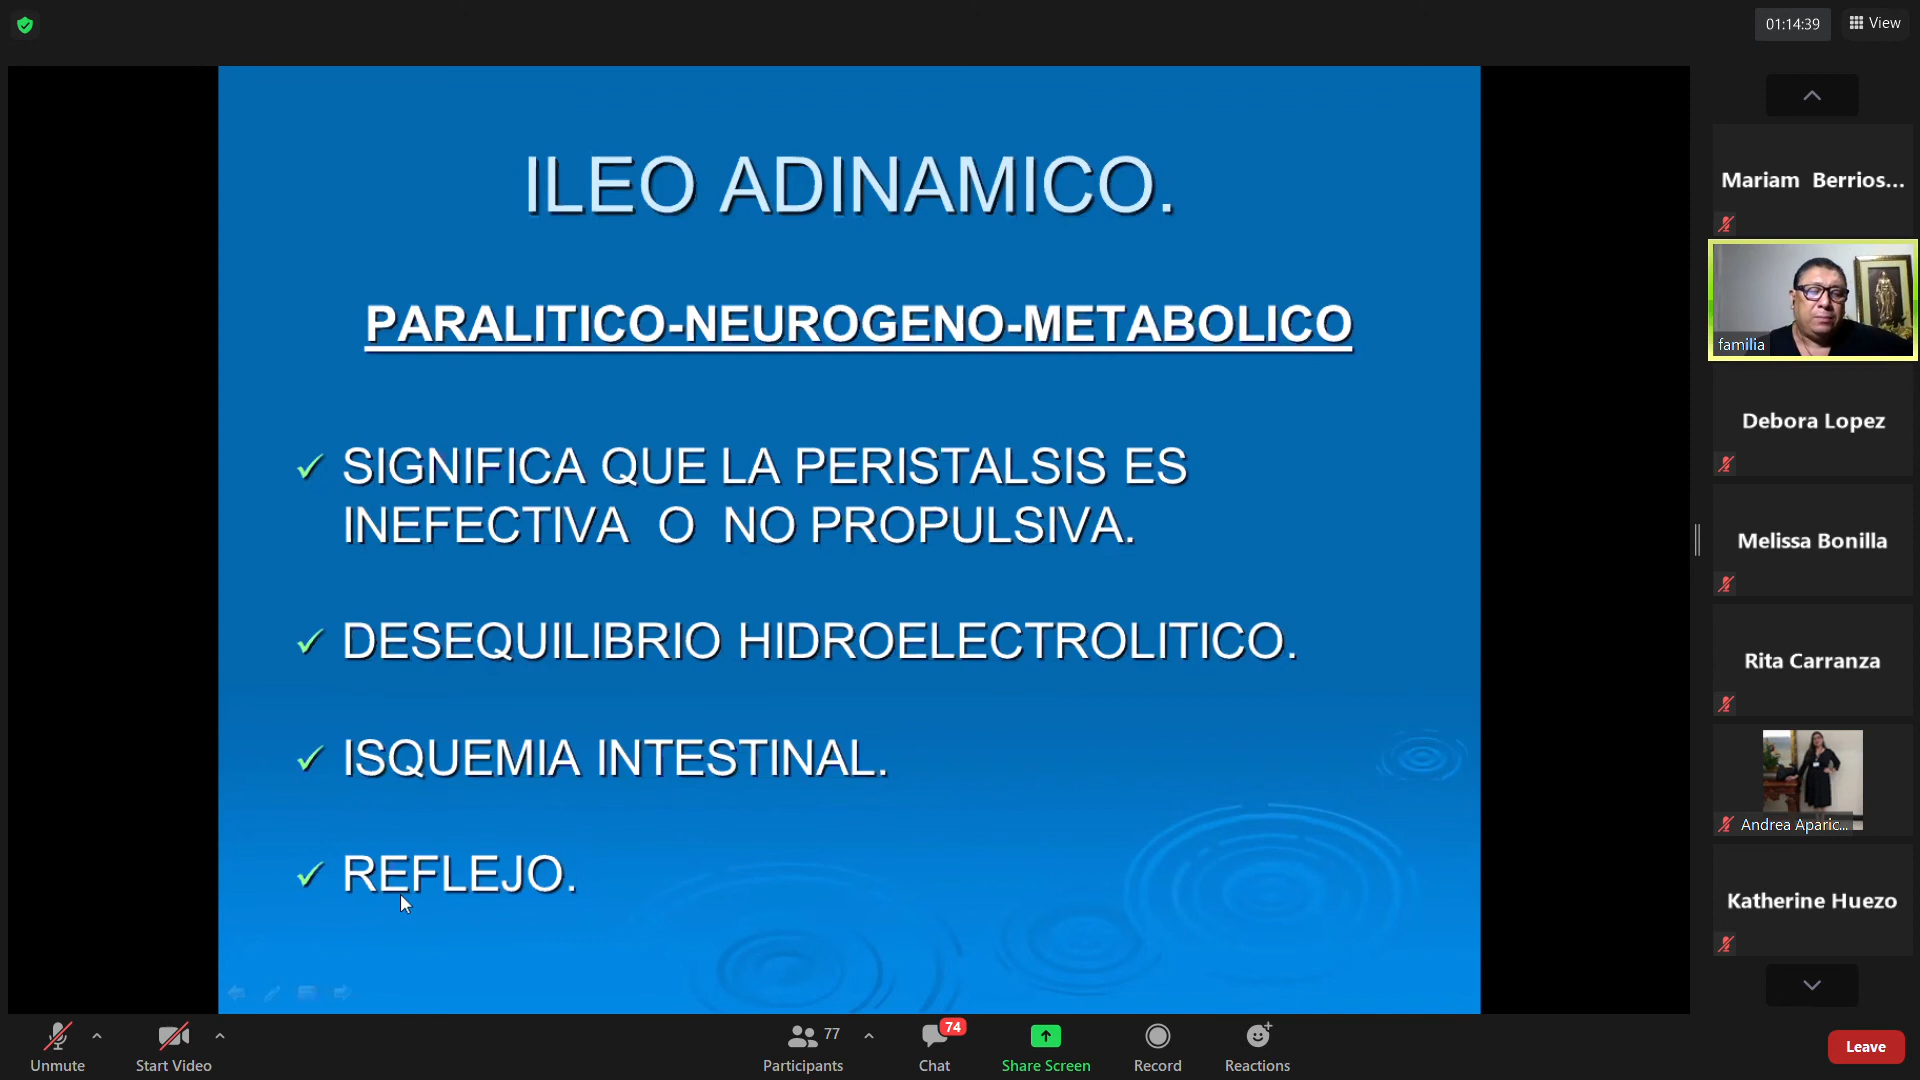 01:14:39
View
ILEO ADINAMICO.
PARALITICO-NEUROGENO-METABOLICO
✓ SIGNIFICA QUE LA PERISTALSIS ES
INEFECTIVA O NO PROPULSIVA.
✓ DESEQUILIBRIO HIDROELECTROLITICO.
✓ ISQUEMIA INTESTINAL.
✓ REFLEJO.
Mariam Berrios...
familia
Debora Lopez
Melissa Bonilla
Rita Carranza
Andrea Aparic...
Katherine Huezo
Unmute
Start Video
77
Participants
74
Chat
Share Screen
Record
Reactions
Leave